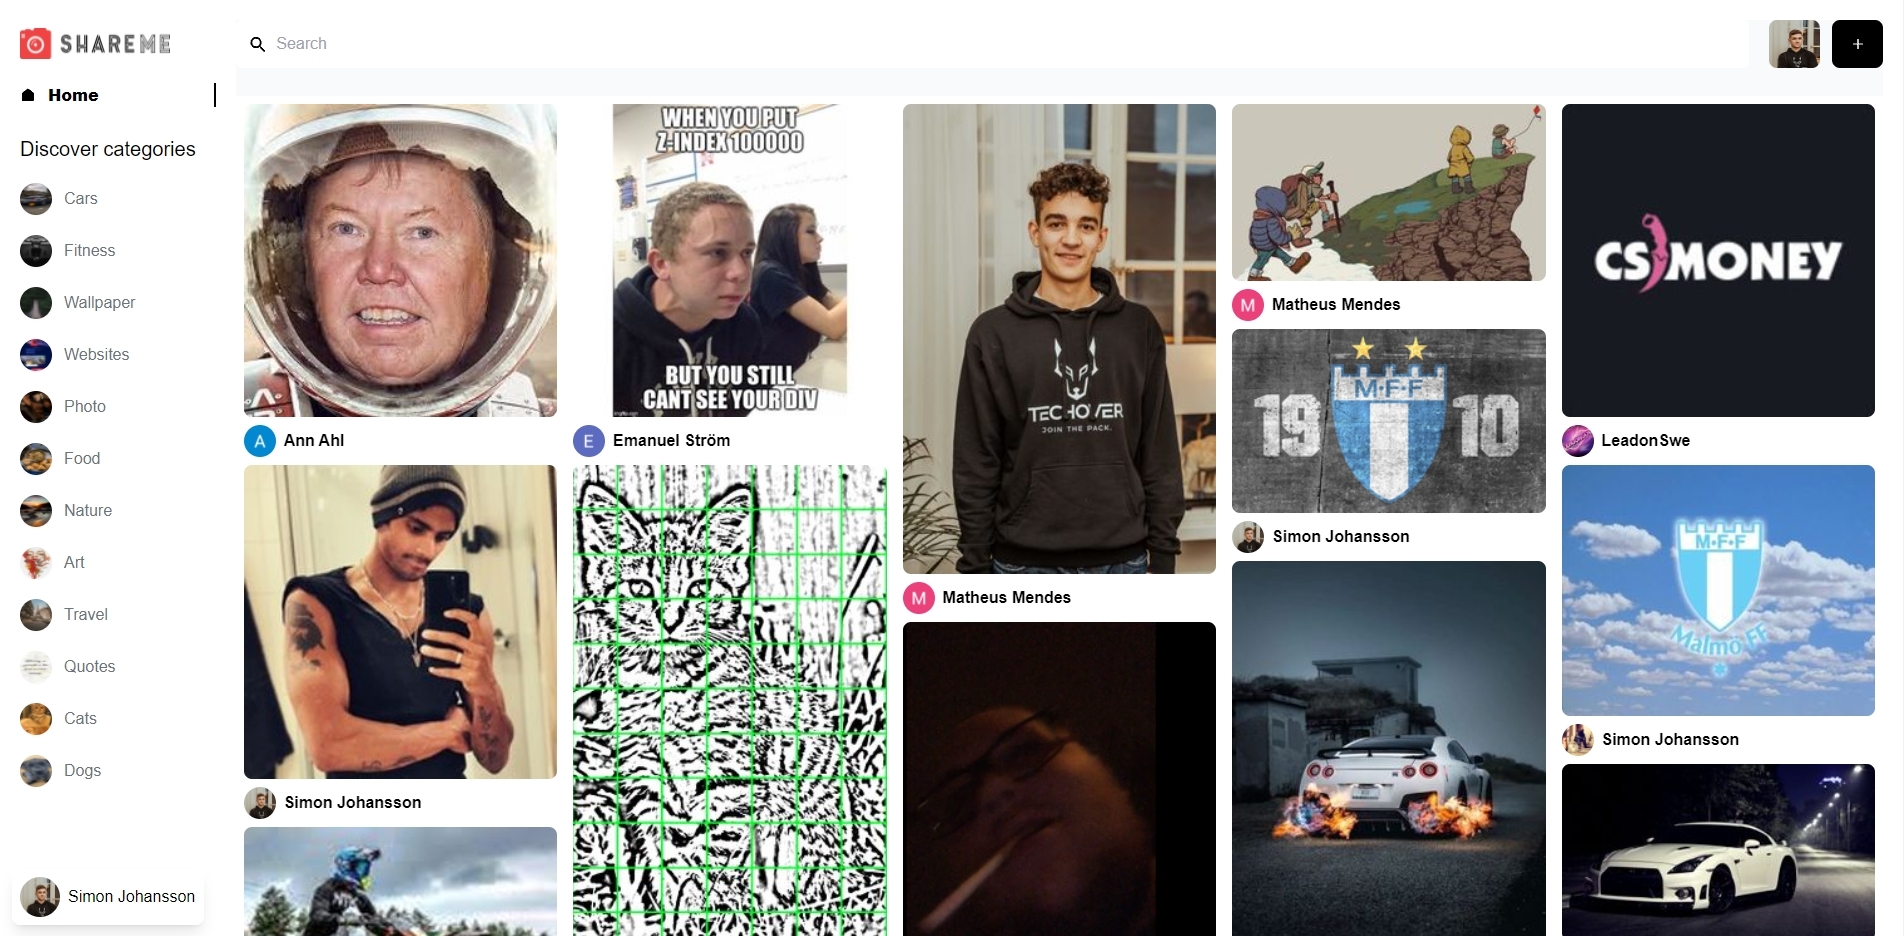 SHAREME
Search
+
Home
Discover categories
Cars
Fitness
Wallpaper
Websites
Photo
Food
Nature
Art
Travel
Quotes
Cats
Dogs
Simon Johansson
A Ann Ahl
Simon Johansson
WHEN YOU PUT
Z-INDEX 100000
BUT YOU STILL
CANT SEE YOUR DIV
E Emanuel Ström
TECHOVER
JOIN THE PACK.
M Matheus Mendes
M Matheus Mendes
19 M·F·F 10
Simon Johansson
CS MONEY
LeadonSwe
M·F·F
Malmö FF
Simon Johansson